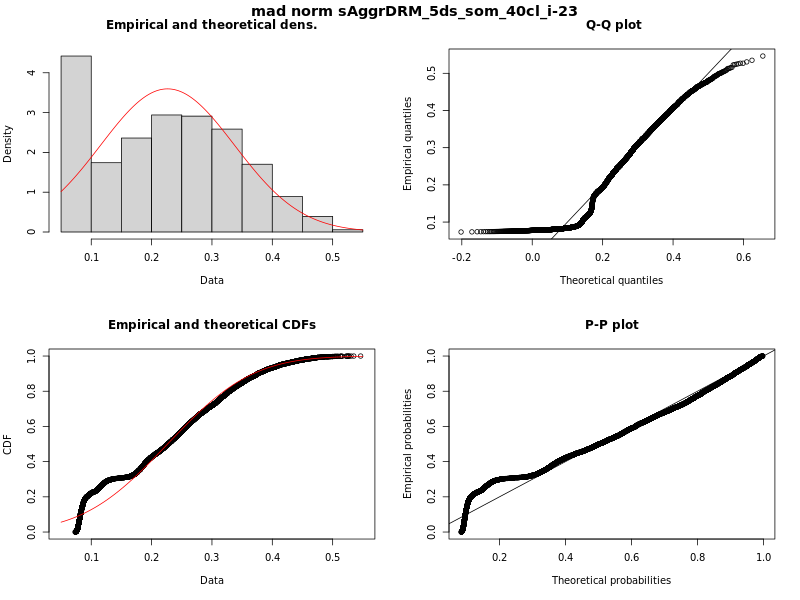 mad norm sAggrDRM_5ds_som_40cl_i-23
Empirical and theoretical dens.
Density
0 1 2 3 4
0.1 0.2 0.3 0.4 0.5
Data
Q-Q plot
Empirical quantiles
0.1 0.2 0.3 0.4 0.5
-0.2 0.0 0.2 0.4 0.6
Theoretical quantiles
Empirical and theoretical CDFs
CDF
0.0 0.2 0.4 0.6 0.8 1.0
0.1 0.2 0.3 0.4 0.5
Data
P-P plot
Empirical probabilities
0.0 0.2 0.4 0.6 0.8 1.0
0.2 0.4 0.6 0.8 1.0
Theoretical probabilities